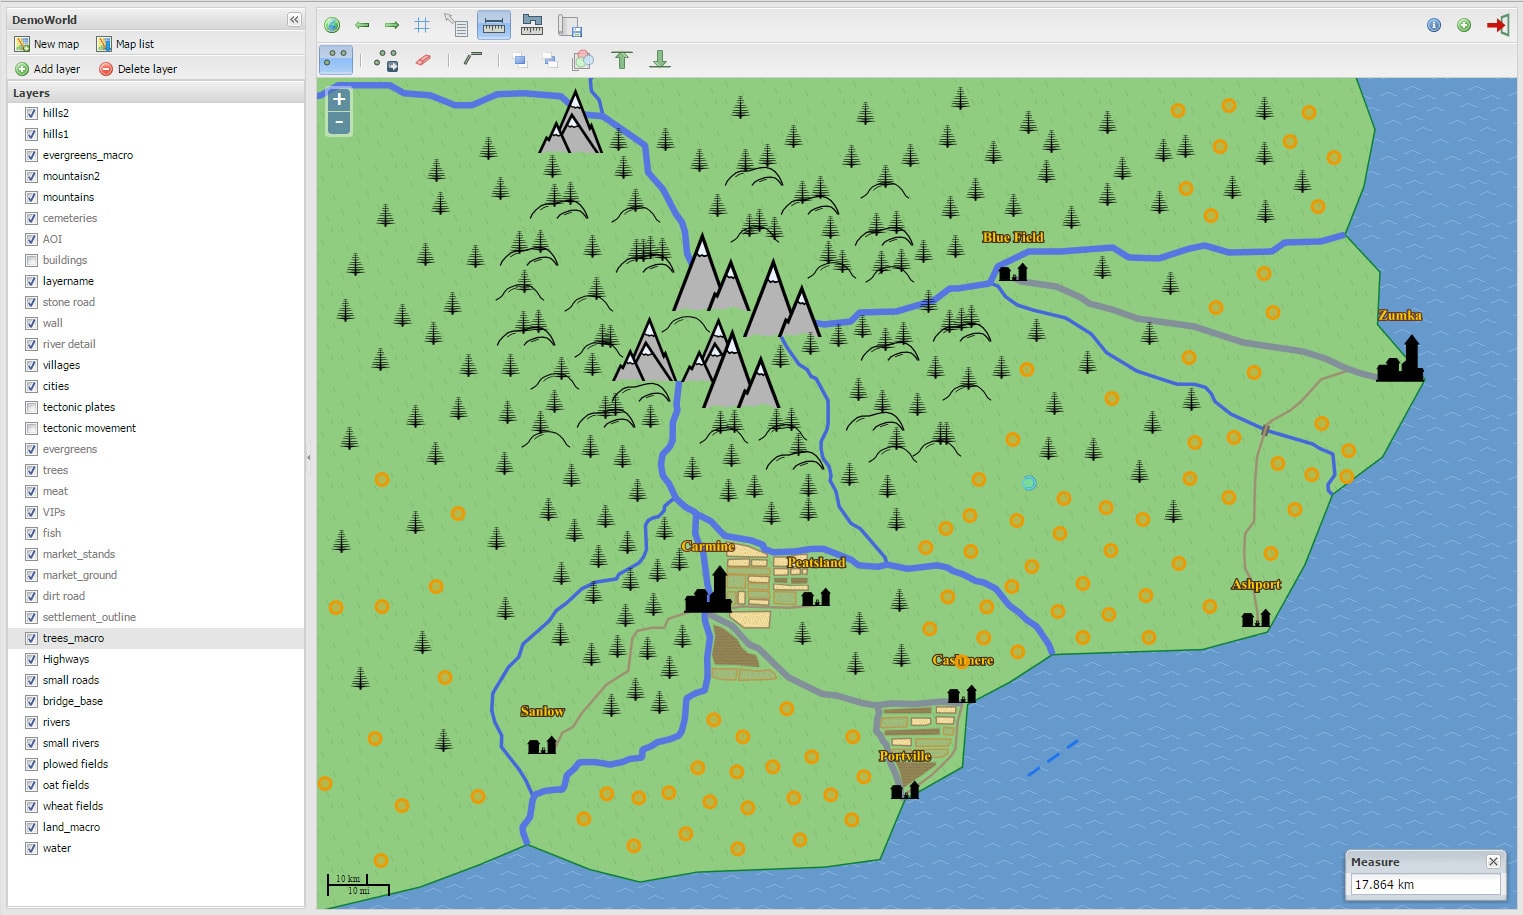 DemoWorld
New map
Map list
Add layer
Delete layer
Layers
hills2
hills1
evergreens_macro
mountaisn2
mountains
cemeteries
AOI
buildings
layername
stone road
wall
river detail
villages
cities
tectonic plates
tectonic movement
evergreens
trees
meat
VIPs
fish
market_stands
market_ground
dirt road
settlement_outline
trees_macro
Highways
small roads
bridge_base
rivers
small rivers
plowed fields
oat fields
wheat fields
land_macro
water
+
-
Blue Field
Zumka
Carmine
Peatsland
Ashport
Cashmere
Sanlow
Portville
10 km
10 mi
Measure
17.864 km